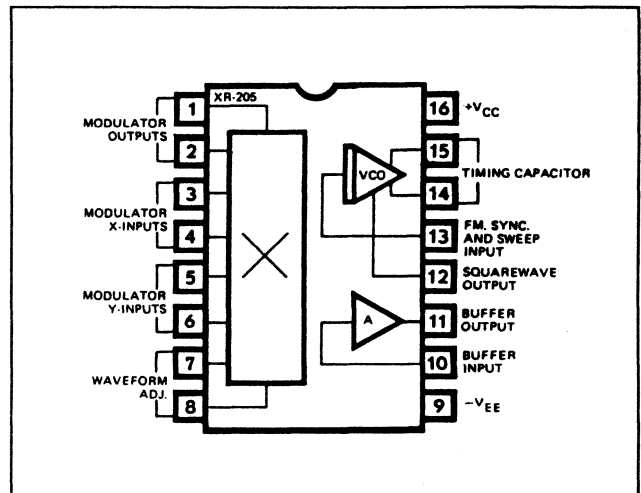 XR-205
1
MODULATOR
OUTPUTS
2
3
MODULATOR
X-INPUTS
4
5
MODULATOR
Y-INPUTS
6
7
WAVEFORM
ADJ.
8
VCO
A
16 +VCC
15
TIMING CAPACITOR
14
13 FM. SYNC.
AND SWEEP
INPUT
12 SQUAREWAVE
OUTPUT
11 BUFFER
OUTPUT
10 BUFFER
INPUT
9 -VEE